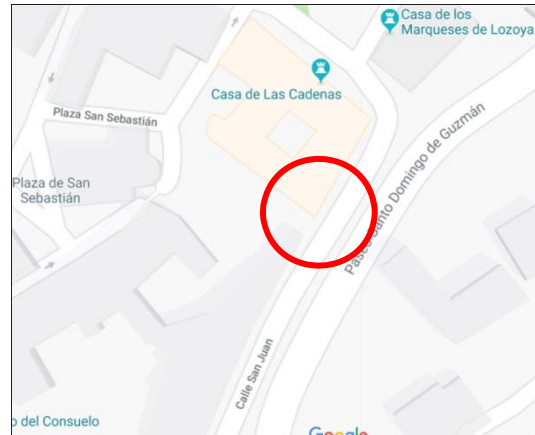 Casa de los
Marqueses de Lozoya
Casa de Las Cadenas
Plaza San Sebastián
Plaza de San
Sebastián
Paseo Santo Domingo de Guzmán
Calle San Juan
o del Consuelo
Google